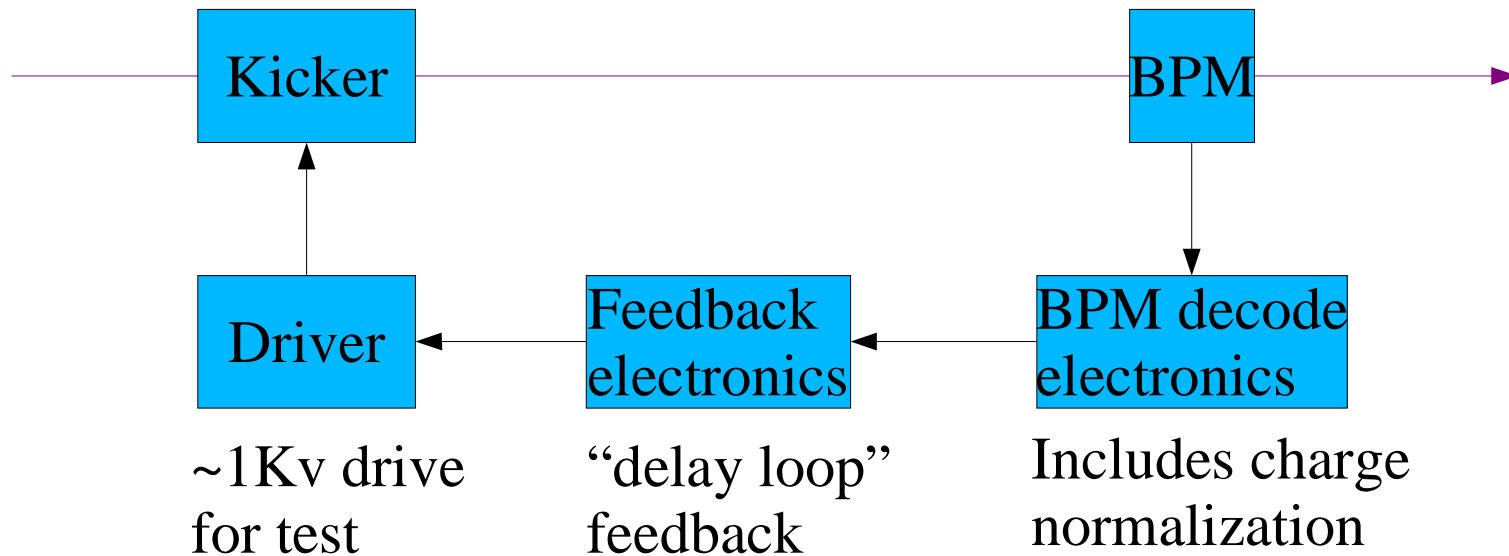 Kicker
BPM
Driver
Feedback
electronics
BPM decode
electronics
~1Kv drive
for test
“delay loop”
feedback
Includes charge
normalization